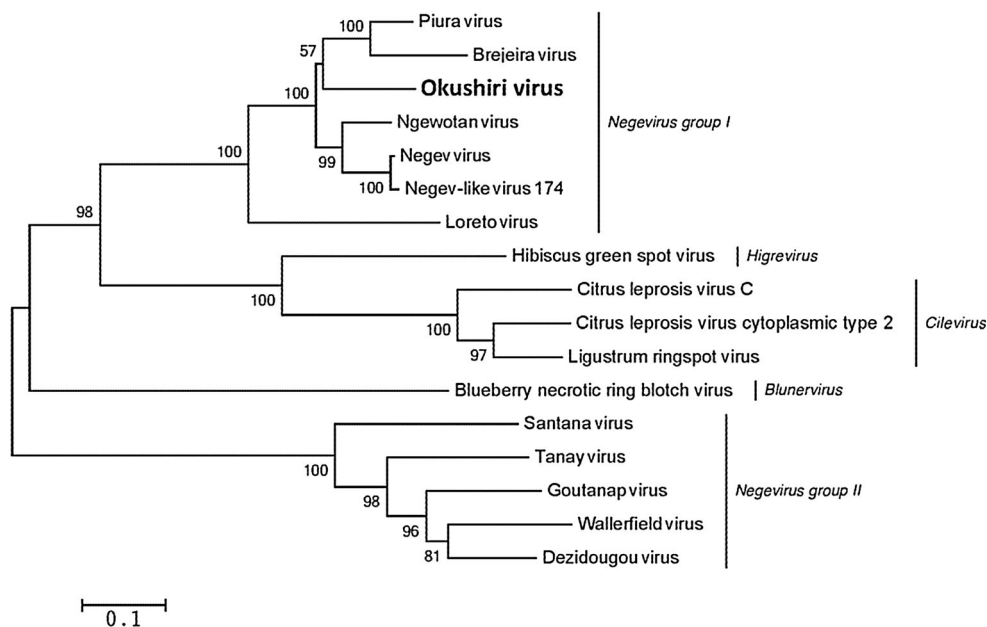 Piura virus
100
57
Brejeira virus
Okushiri virus
100
Ngewotan virus
Negevirus group I
99
Negev virus
100
100
Negev-like virus 174
Loreto virus
98
Hibiscus green spot virus
Higrevirus
100
Citrus leprosis virus C
100
Citrus leprosis virus cytoplasmic type 2
Cilevirus
97
Ligustrum ringspot virus
Blueberry necrotic ring blotch virus
Blunervirus
Santana virus
100
Tanay virus
98
Goutanap virus
Negevirus group II
96
Wallerfield virus
81
Dezidougou virus
0.1